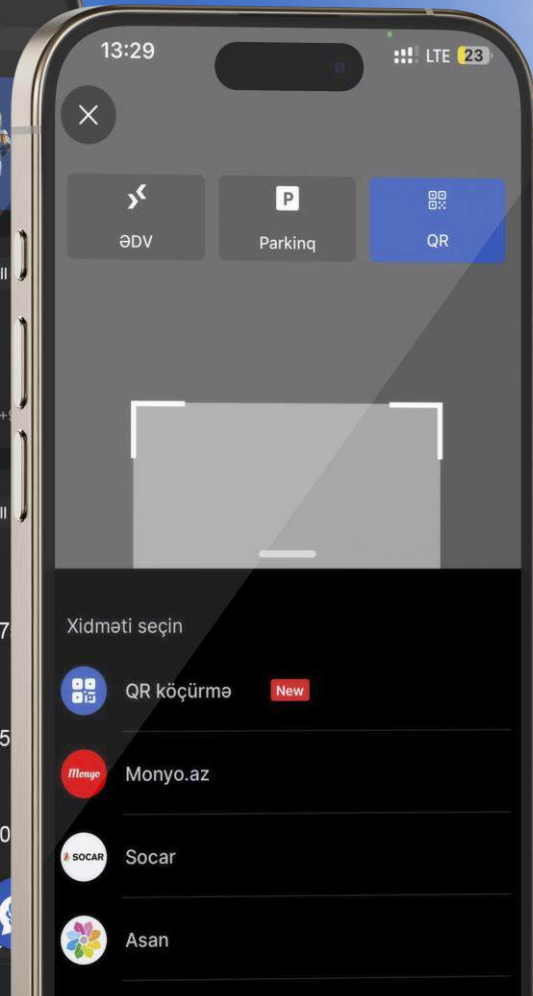 13:29
LTE 23
ƏDV
P
Parkinq
QR
Xidməti seçin
QR köçürmə New
Monyo
Monyo.az
SOCAR
Socar
Asan